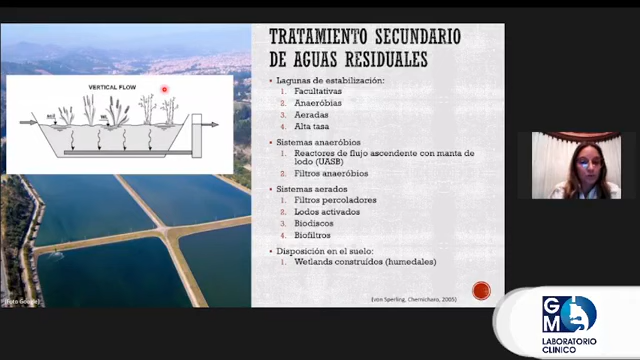 TRATAMIENTO SECUNDARIO
DE AGUAS RESIDUALES
VERTICAL FLOW
Lagunas de estabilización:
1. Facultativas
2. Anaeróbias
3. Aeradas
4. Alta tasa
Sistemas anaeróbios
1. Reactores de flujo ascendente con manta de
lodo (UASB)
2. Filtros anaeróbios
Sistemas aerados
1. Filtros percoladores
2. Lodos activados
3. Biodiscos
4. Biofiltros
Disposición en el suelo:
1. Wetlands construídos (humedales)
(Foto Google)
(von Sperling, Chernicharo, 2005)
GM
LABORATORIO
CLÍNICO